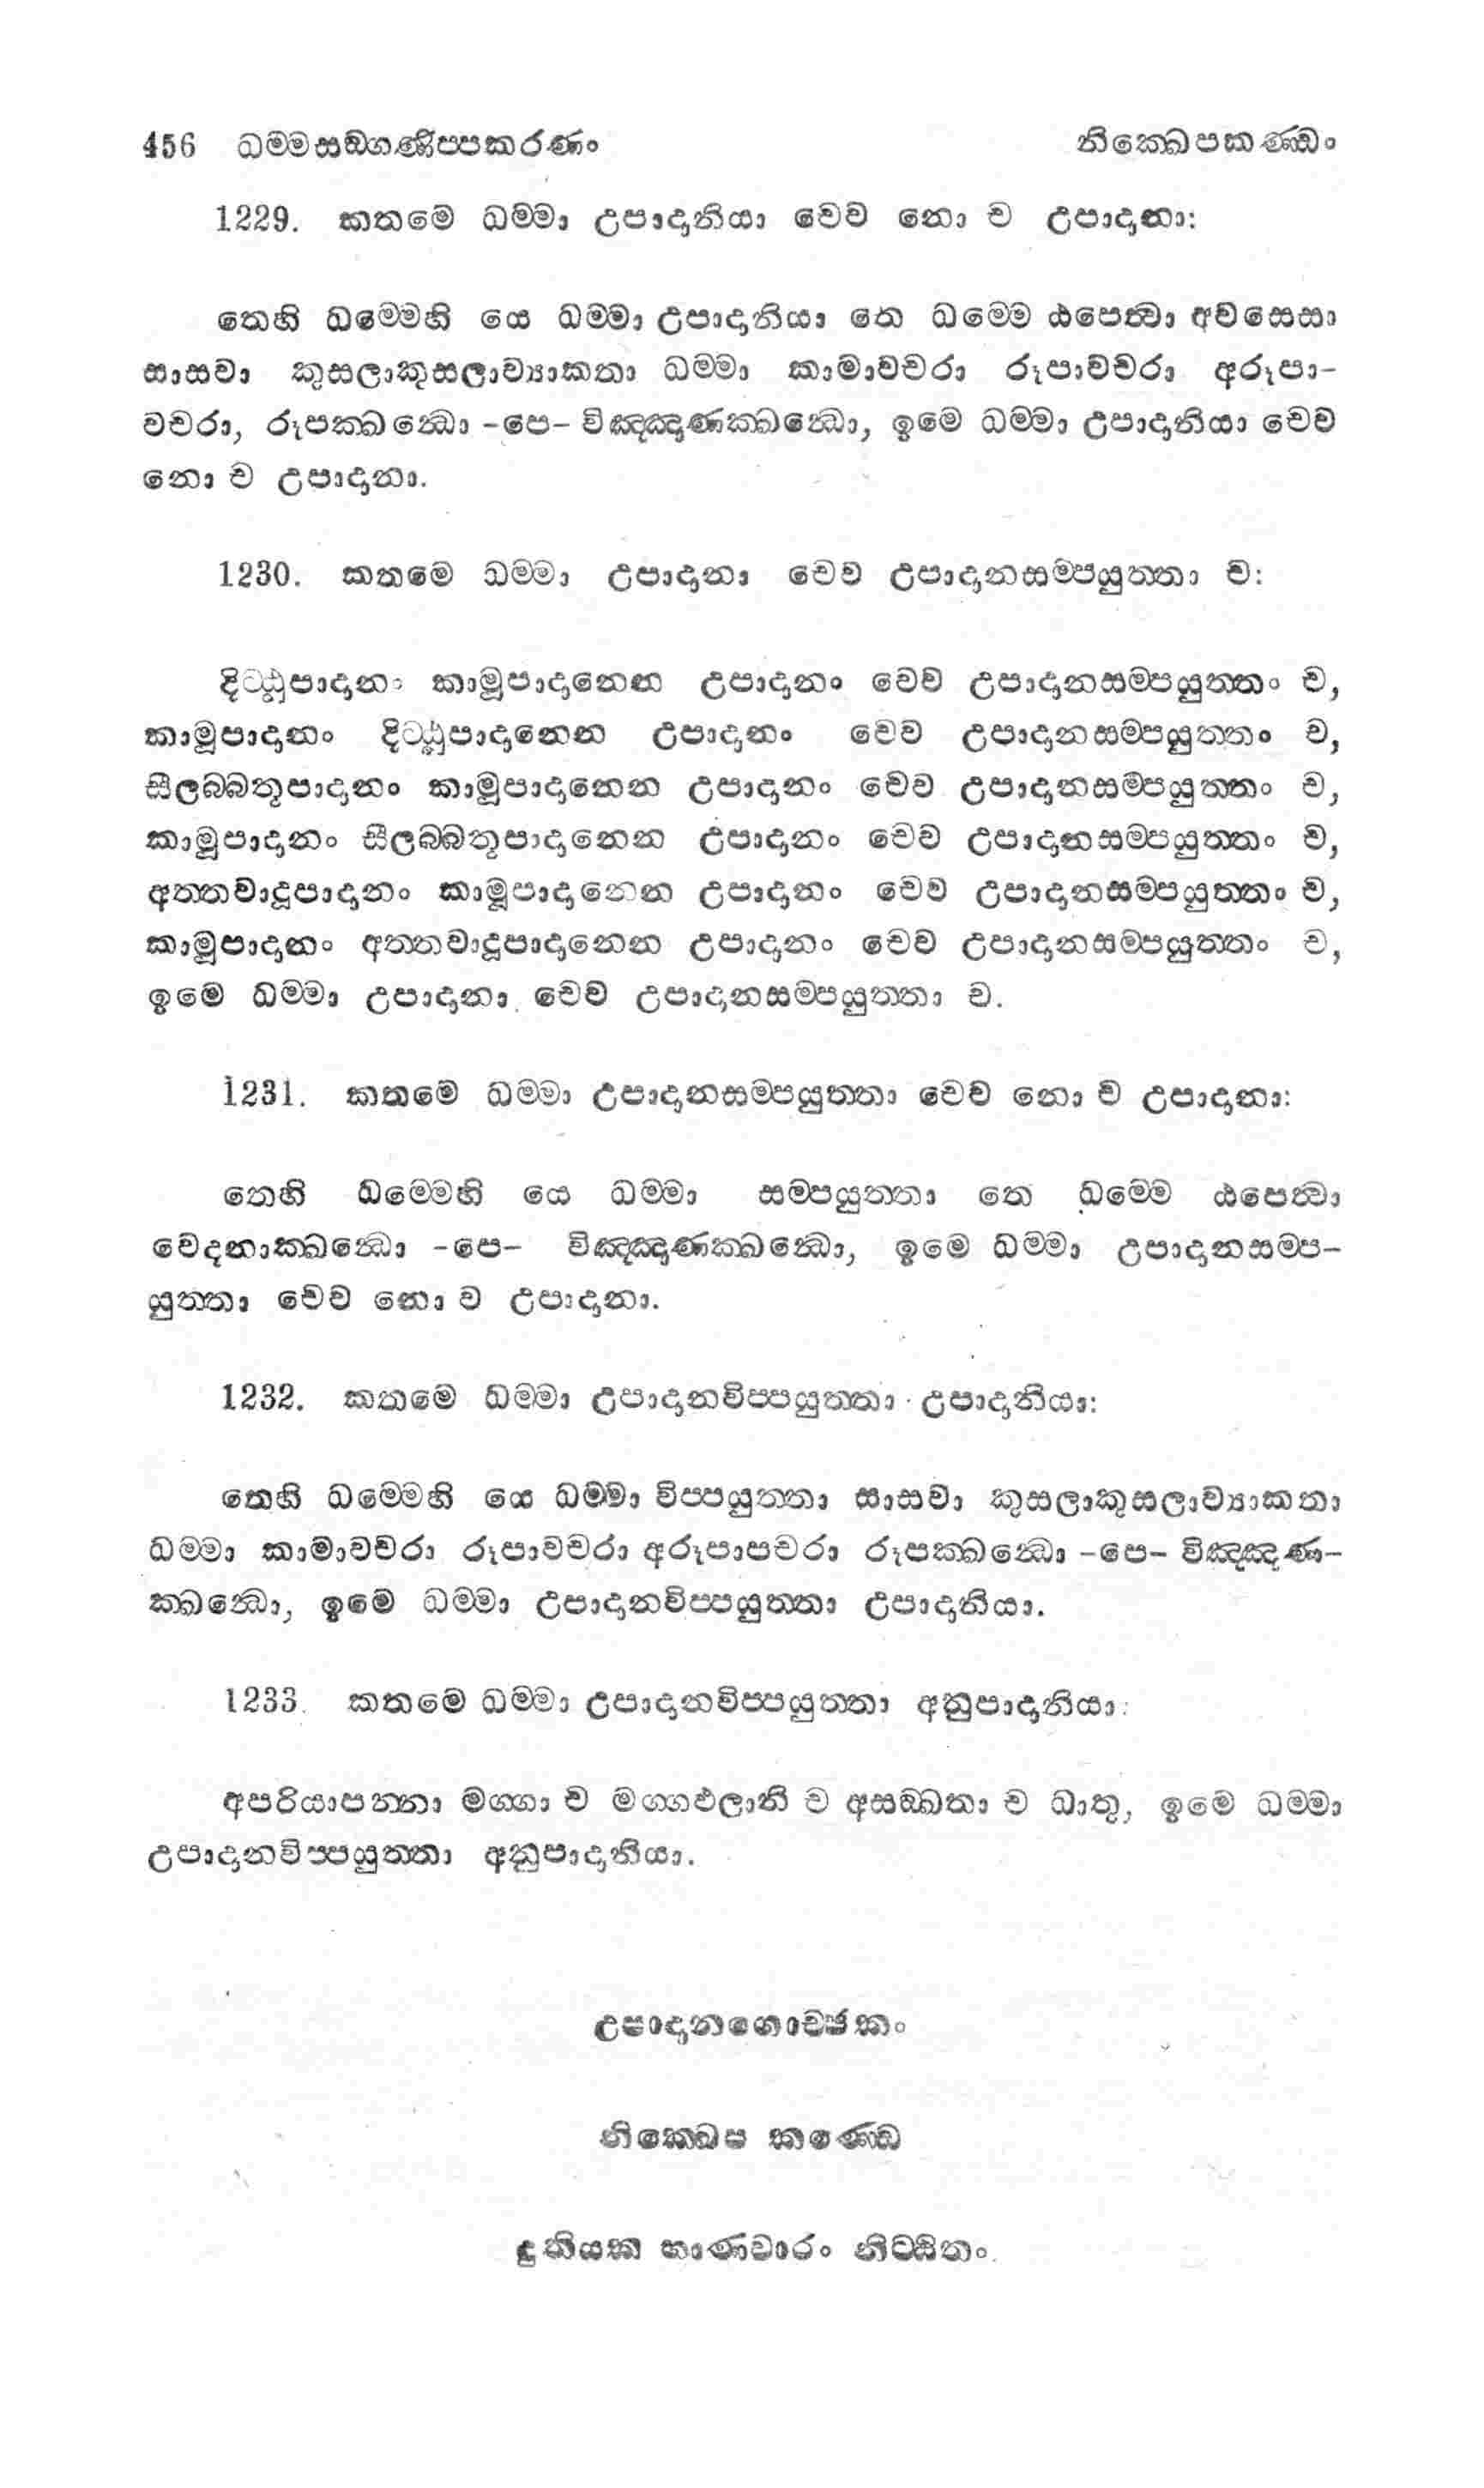 456 ධම්මසඞ්ගණිප්පකරණං නික්ඛෙපකණ්ඩං
1229. කතමෙ ධම්මා උපාදානියා චෙව නො ච උපාදානා:
තෙහි ධම්මෙහි යෙ ධම්මා උපාදානියා තෙ ධම්මෙ ඨපෙත්වා අවසෙසා
සාසවා කුසලාකුසලාව්‍යාකතා ධම්මා කාමාවචරා රූපාවචරා අරූපා-
වචරා, රූපක්ඛන්ධො -පෙ- විඤ්ඤාණක්ඛන්ධො, ඉමෙ ධම්මා උපාදානියා චෙව
නො ච උපාදානා.
1230. කතමෙ ධම්මා උපාදානා චෙව උපාදානසම්පයුත්තා ච:
දිට්ඨුපාදානං කාමූපාදානෙන උපාදානං චෙව උපාදානසම්පයුත්තං ච,
කාමූපාදානං දිට්ඨුපාදානෙන උපාදානං චෙව උපාදානසම්පයුත්තං ච,
සීලබ්බතූපාදානං කාමූපාදානෙන උපාදානං චෙව උපාදානසම්පයුත්තං ච,
කාමූපාදානං සීලබ්බතූපාදානෙන උපාදානං චෙව උපාදානසම්පයුත්තං ච,
අත්තවාදූපාදානං කාමූපාදානෙන උපාදානං චෙව උපාදානසම්පයුත්තං ච,
කාමූපාදානං අත්තවාදූපාදානෙන උපාදානං චෙව උපාදානසම්පයුත්තං ච,
ඉමෙ ධම්මා උපාදානා චෙව උපාදානසම්පයුත්තා ච.
1231. කතමෙ ධම්මා උපාදානසම්පයුත්තා චෙව නො ච උපාදානා:
තෙහි ධම්මෙහි යෙ ධම්මා සම්පයුත්තා තෙ ධම්මෙ ඨපෙත්වා
වෙදනාක්ඛන්ධො -පෙ- විඤ්ඤාණක්ඛන්ධො, ඉමෙ ධම්මා උපාදානසම්ප-
යුත්තා චෙව නො ච උපාදානා.
1232. කතමෙ ධම්මා උපාදානවිප්පයුත්තා උපාදානියා:
තෙහි ධම්මෙහි යෙ ධම්මා විප්පයුත්තා සාසවා කුසලාකුසලාව්‍යාකතා
ධම්මා කාමාවචරා රූපාවචරා අරූපාපචරා රූපක්ඛන්ධො -පෙ- විඤ්ඤාණ-
ක්ඛන්ධො, ඉමෙ ධම්මා උපාදානවිප්පයුත්තා උපාදානියා.
1233. කතමෙ ධම්මා උපාදානවිප්පයුත්තා අනුපාදානියා:
අපරියාපන්නා මග්ගා ච මග්ගඵලානි ච අසඞ්ඛතා ච ධාතු, ඉමෙ ධම්මා
උපාදානවිප්පයුත්තා අනුපාදානියා.
උපාදානගොච්ඡකං
නික්ඛෙප කණ්ඩෙ
දුතියක භාණවාරං නිට්ඨිතං.